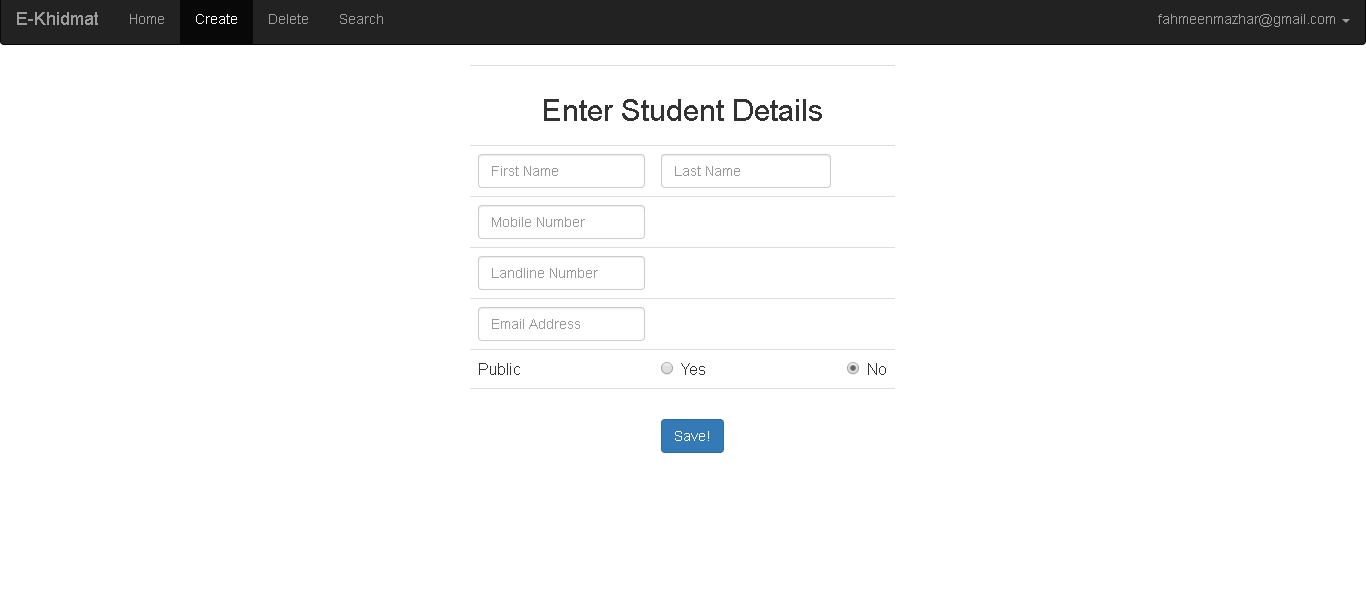 E-Khidmat Home Create Delete Search fahmeenmazhar@gmail.com
Enter Student Details
First Name Last Name
Mobile Number
Landline Number
Email Address
Public Yes No
Save!